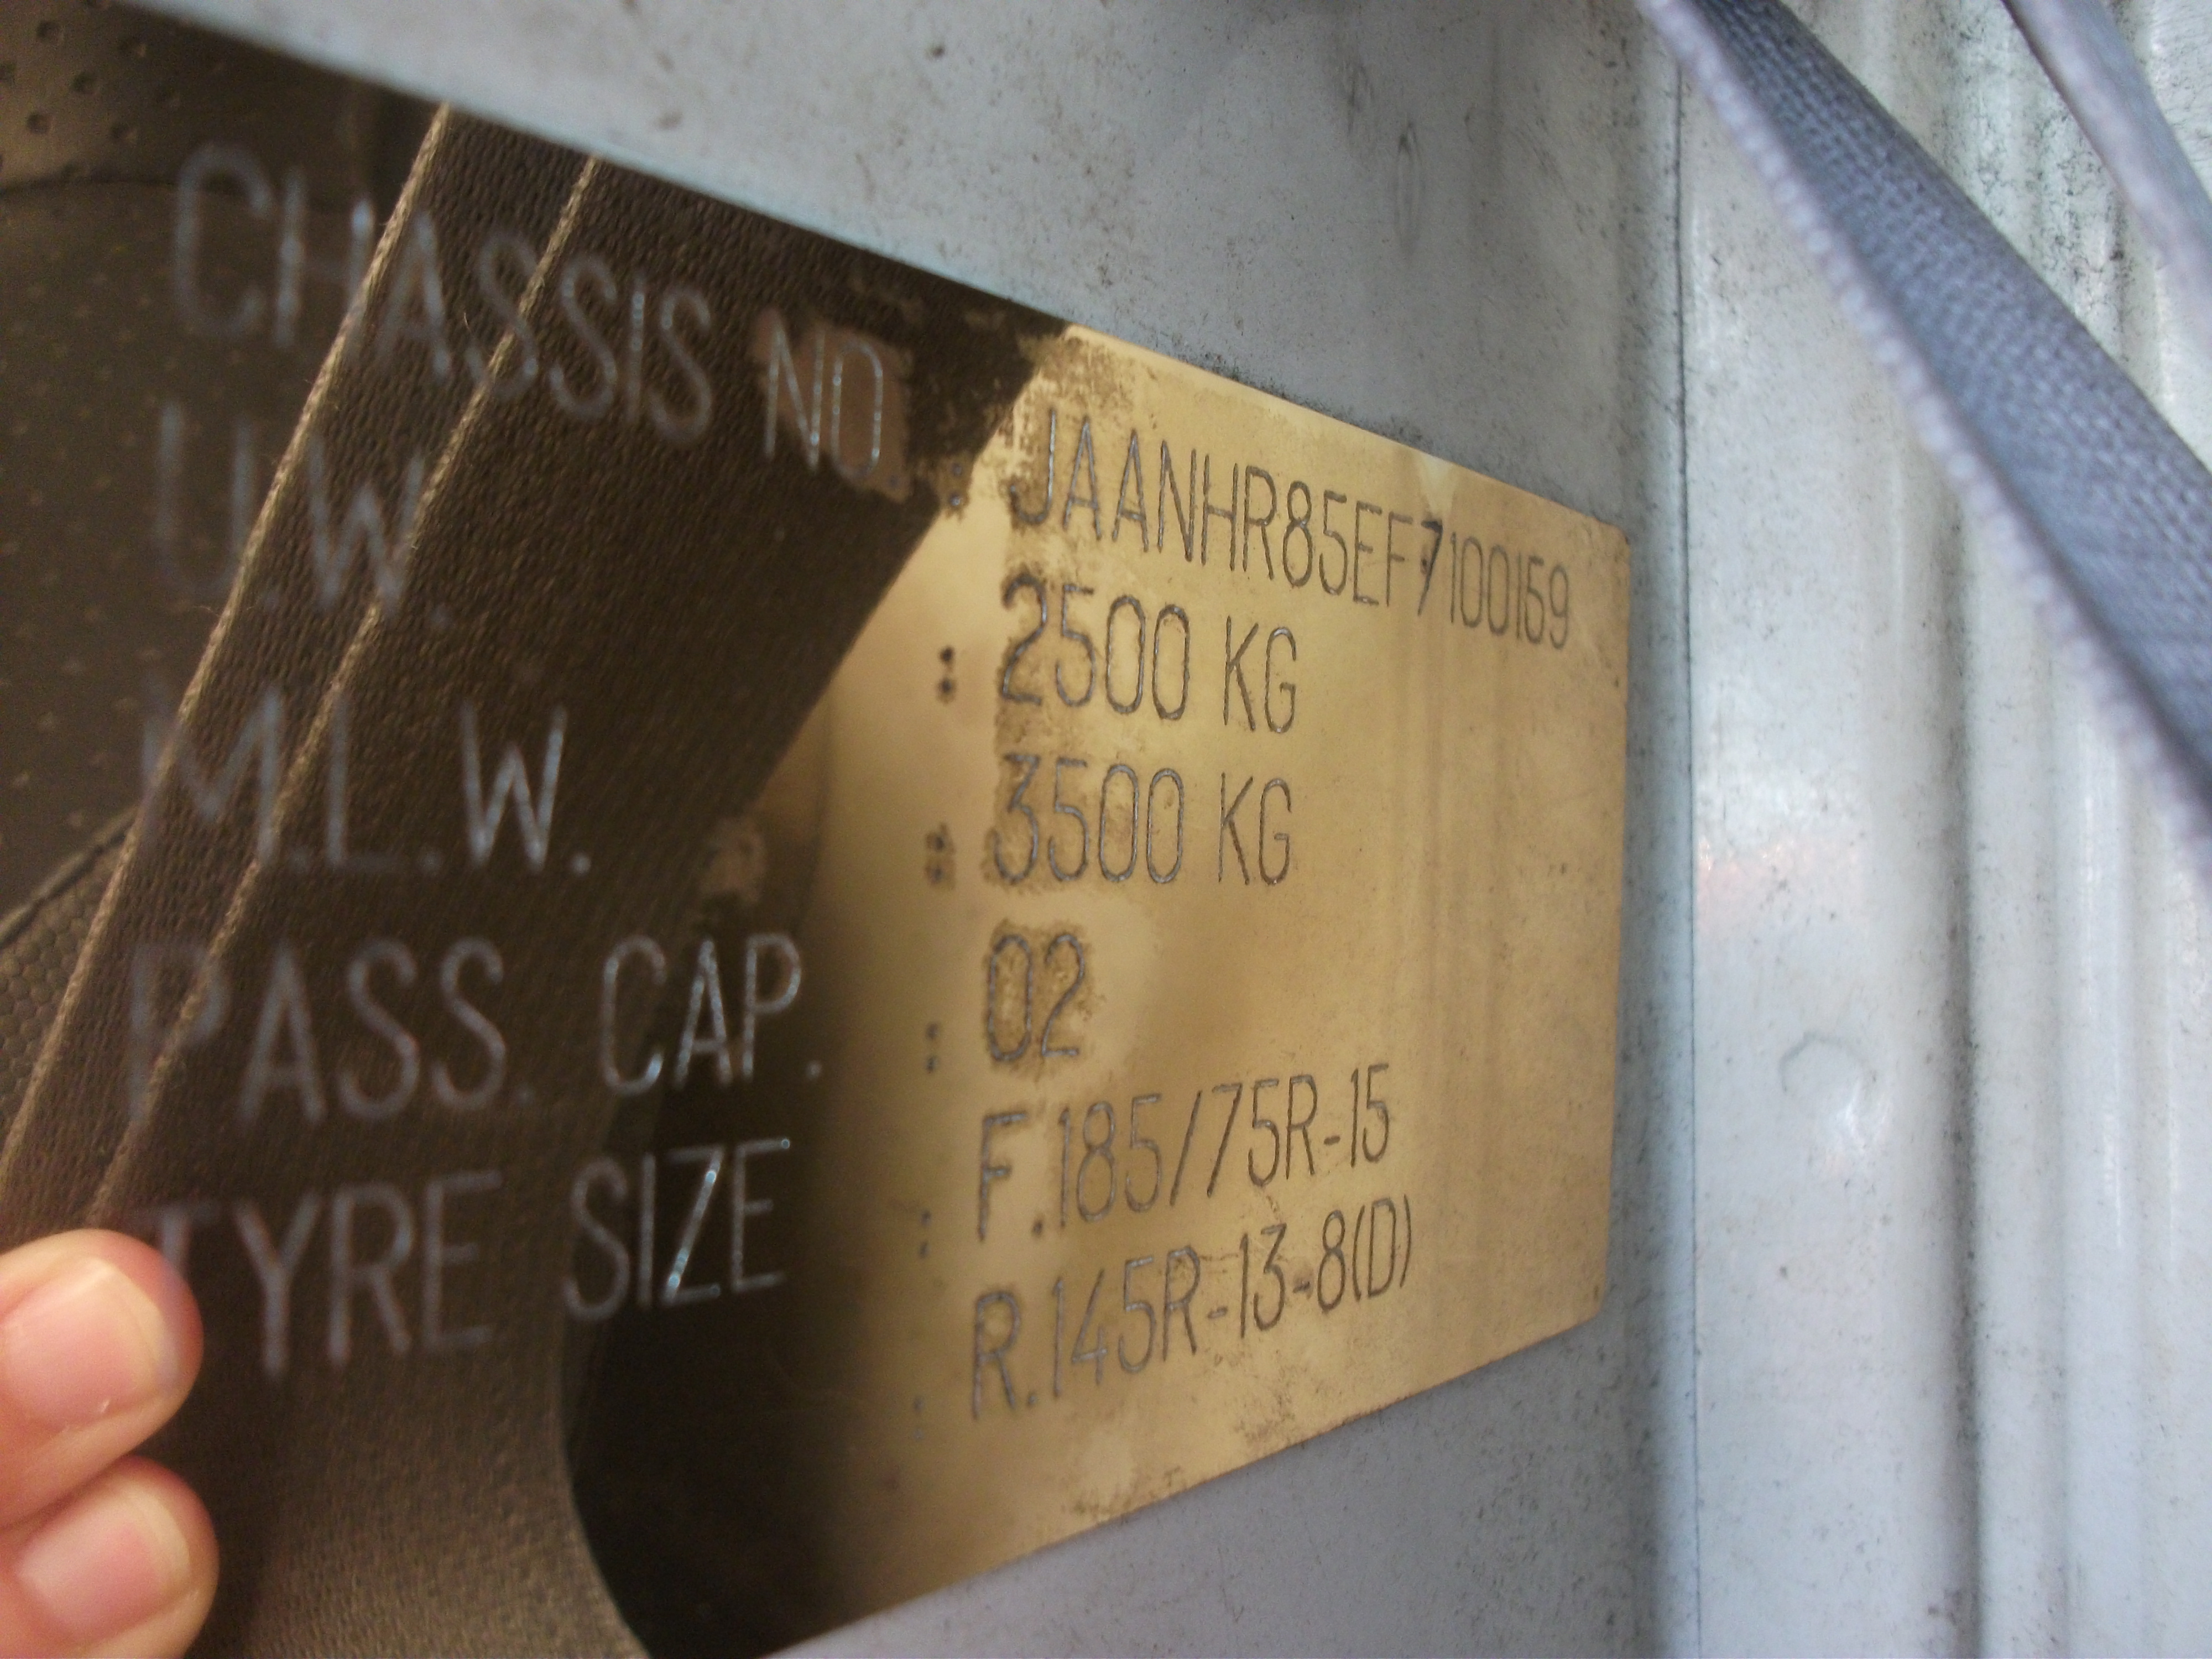 CHASSIS NO. : JAANHR85EF7100159
U.W. : 2500 KG
M.L.W. : 3500 KG
PASS. CAP. : 02
TYRE SIZE : F.185/75R-15
: R.145R-13-8(D)